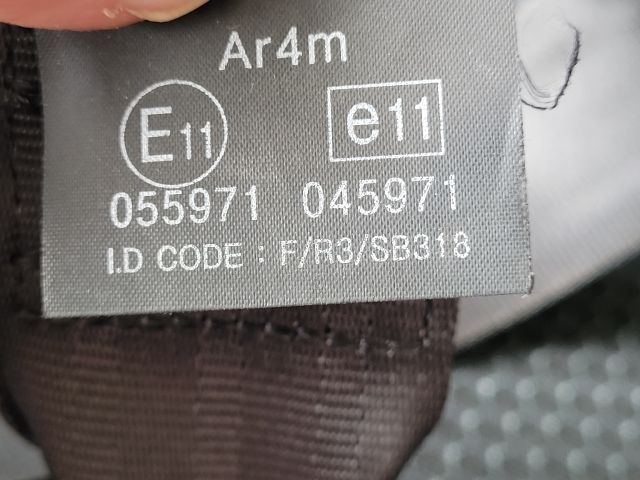 Ar4m
E11 e11
055971 045971
I.D CODE : F/R3/SB318